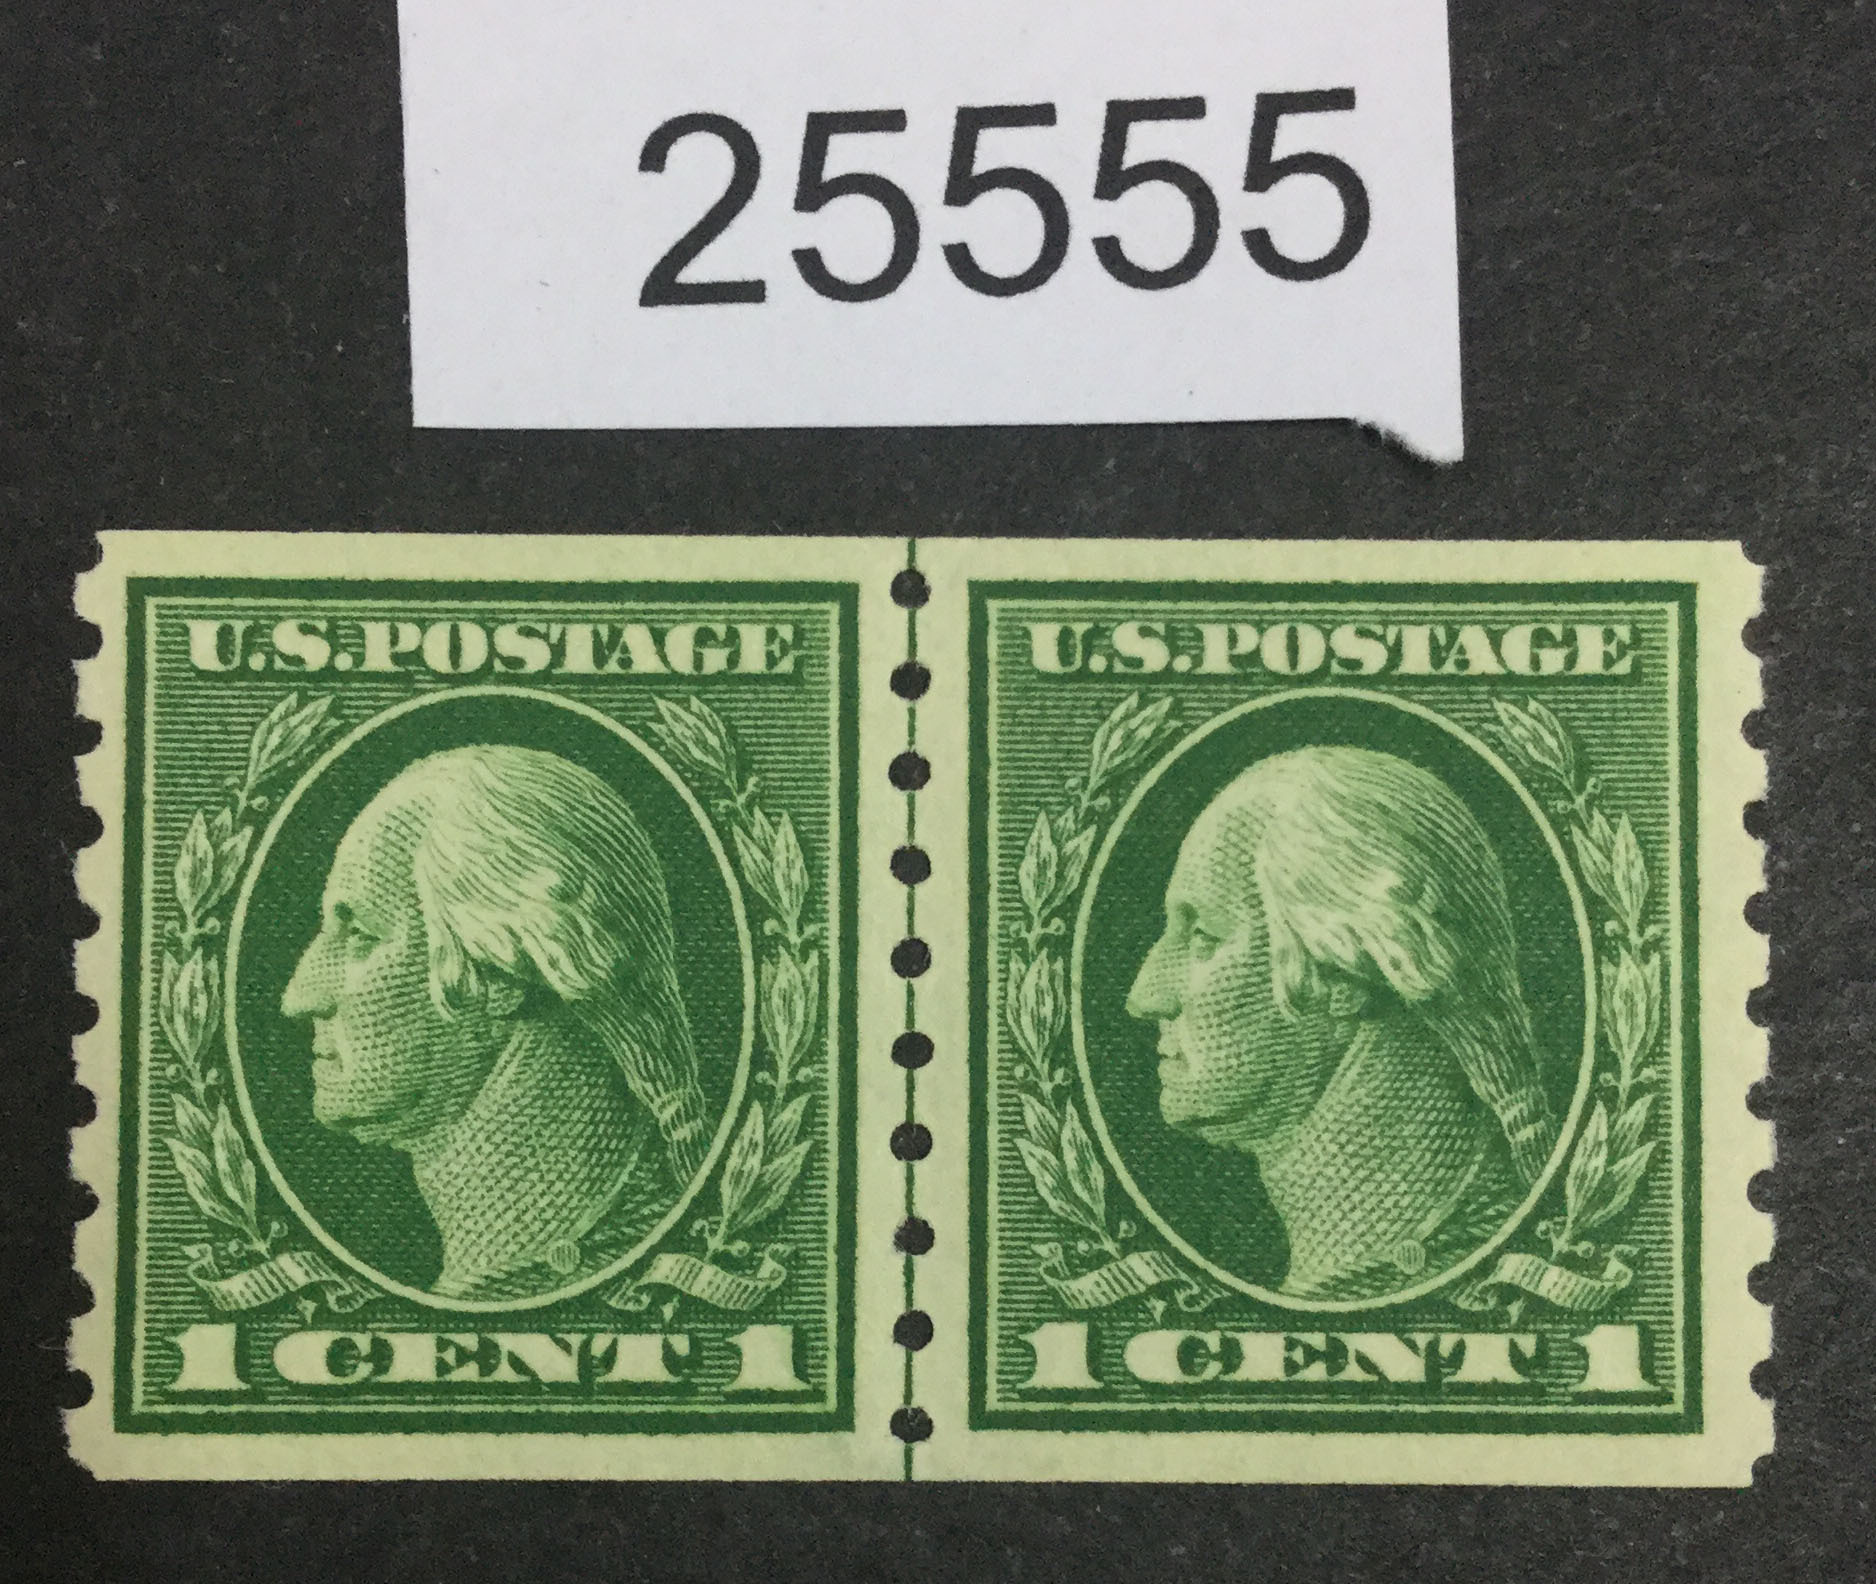 25555
U.S.POSTAGE U.S.POSTAGE
1 CENT 1 1 CENT 1